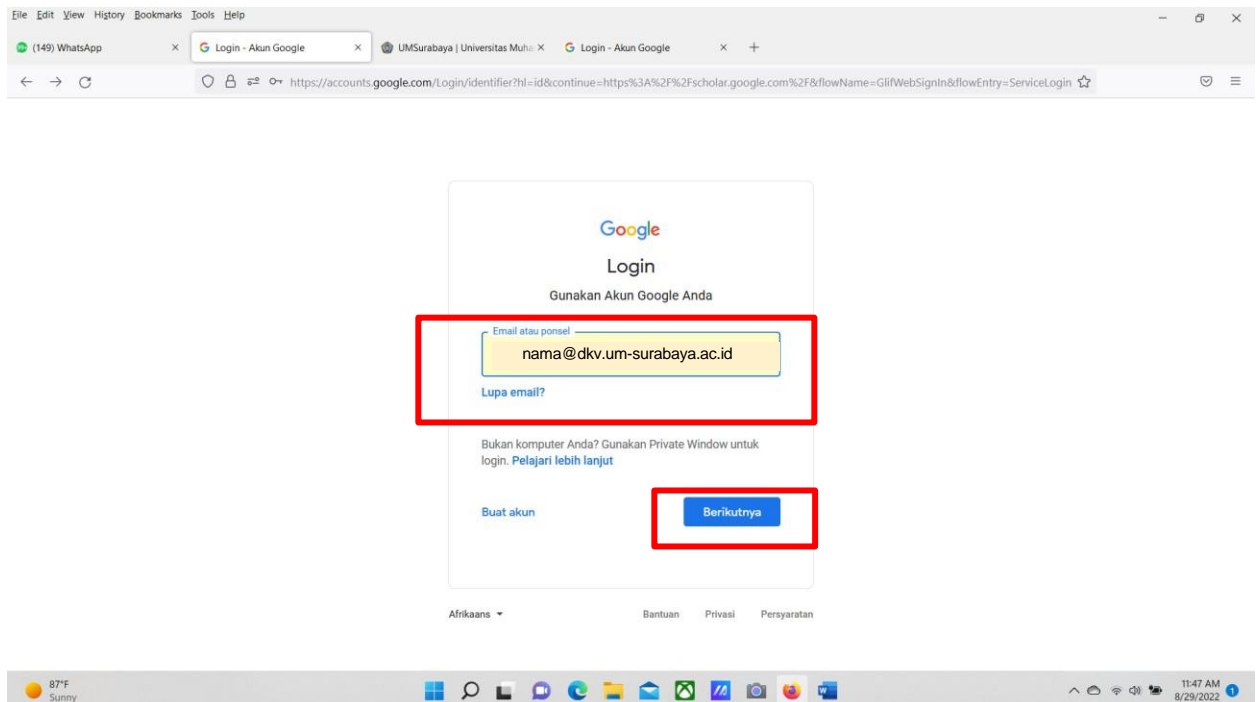 File Edit View History Bookmarks Tools Help
(149) WhatsApp
Login - Akun Google
UMSurabaya | Universitas Muha
Login - Akun Google
https://accounts.google.com/Login/identifier?hl=id&continue=https%3A%2F%2Fscholar.google.com%2F&flowName=GlifWebSignIn&flowEntry=ServiceLogin
Google
Login
Gunakan Akun Google Anda
Email atau ponsel
nama@dkv.um-surabaya.ac.id
Lupa email?
Bukan komputer Anda? Gunakan Private Window untuk
login. Pelajari lebih lanjut
Buat akun
Berikutnya
Afrikaans
Bantuan Privasi Persyaratan
87°F
Sunny
11:47 AM
8/29/2022
1